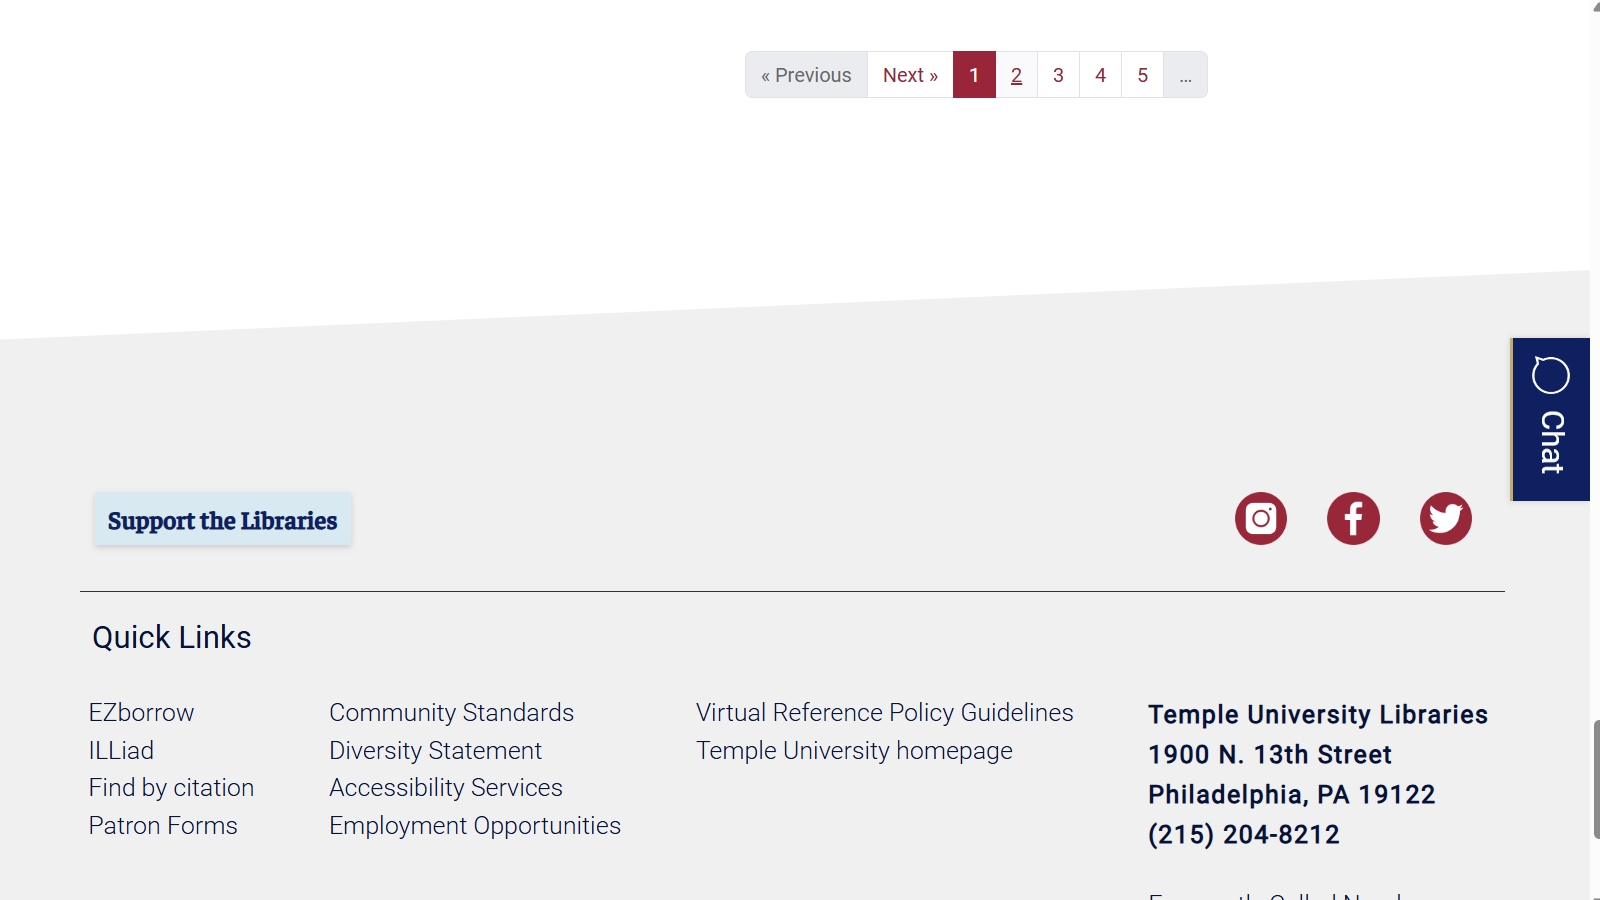 « Previous Next » 1 2 3 4 5 ...
Chat
Support the Libraries
Quick Links
EZborrow
ILLiad
Find by citation
Patron Forms
Community Standards
Diversity Statement
Accessibility Services
Employment Opportunities
Virtual Reference Policy Guidelines
Temple University homepage
Temple University Libraries
1900 N. 13th Street
Philadelphia, PA 19122
(215) 204-8212